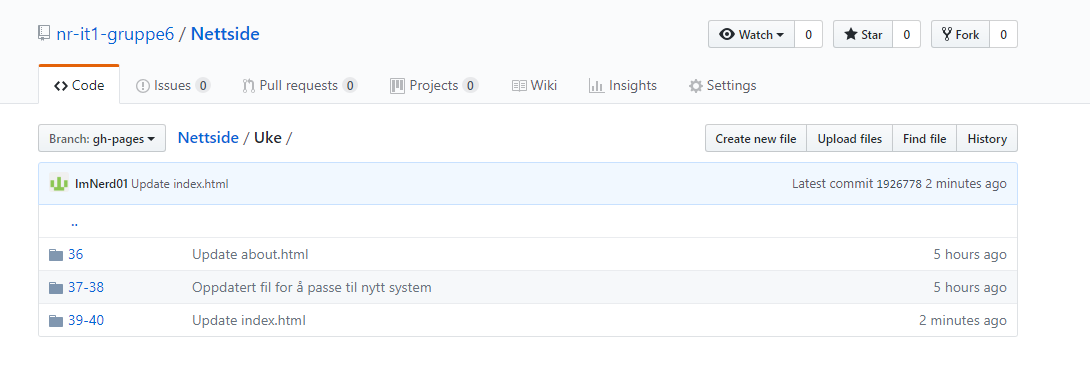 nr-it1-gruppe6 / Nettside
Watch 0 Star 0 Fork 0
Code Issues 0 Pull requests 0 Projects 0 Wiki Insights Settings
Branch: gh-pages Nettside / Uke / Create new file Upload files Find file History
ImNerd01 Update index.html Latest commit 1926778 2 minutes ago
..
36 Update about.html 5 hours ago
37-38 Oppdatert fil for å passe til nytt system 5 hours ago
39-40 Update index.html 2 minutes ago